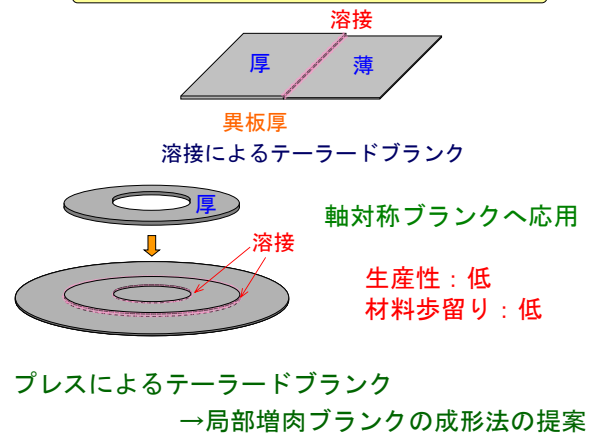 溶接
厚
薄
異板厚
溶接によるテーラードブランク
厚
軸対称ブランクへ応用
溶接
生産性：低
材料歩留り：低
プレスによるテーラードブランク
→局部増肉ブランクの成形法の提案